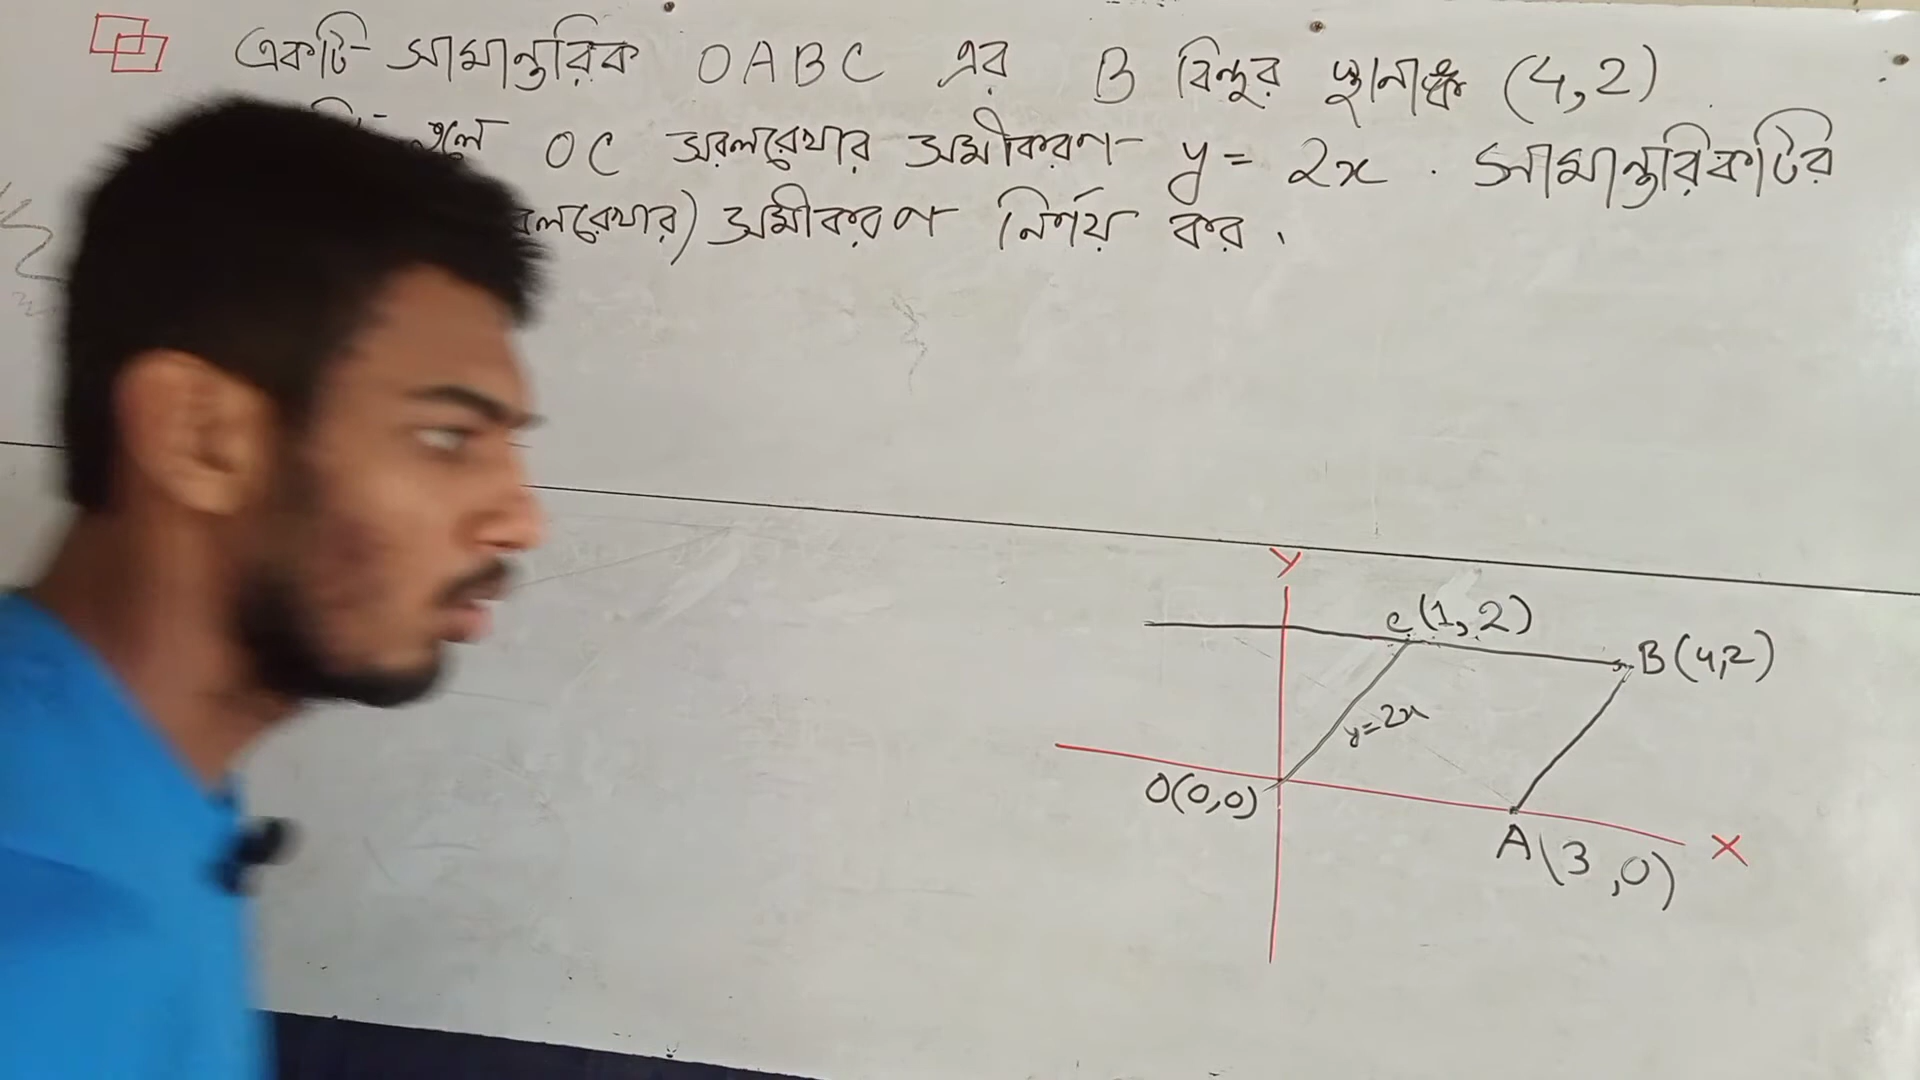 একটি সামান্তরিক OABC এর B বিন্দুর স্থানাঙ্ক (4,2)
OC সরলরেখার সমীকরণ y = 2x . সামান্তরিকটির
সমীকরণ নির্ণয় কর .
Y
C (1, 2)
B (4,2)
y=2x
O(0,0)
A (3, 0)
X